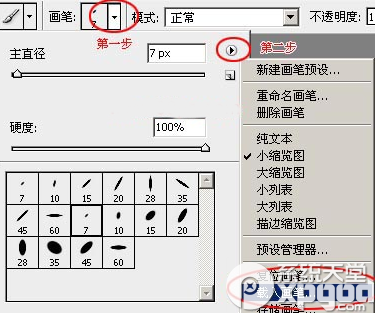 画笔: 模式: 正常 不透明度: 1
第一步
主直径 7 px
第二步
硬度: 100%
7 10 15 20 28 35
45 60 7 10 15 20
28 35 45 60
新建画笔预设...
重命名画笔...
删除画笔
纯文本
小缩览图
大缩览图
小列表
大列表
描边缩览图
预设管理器...